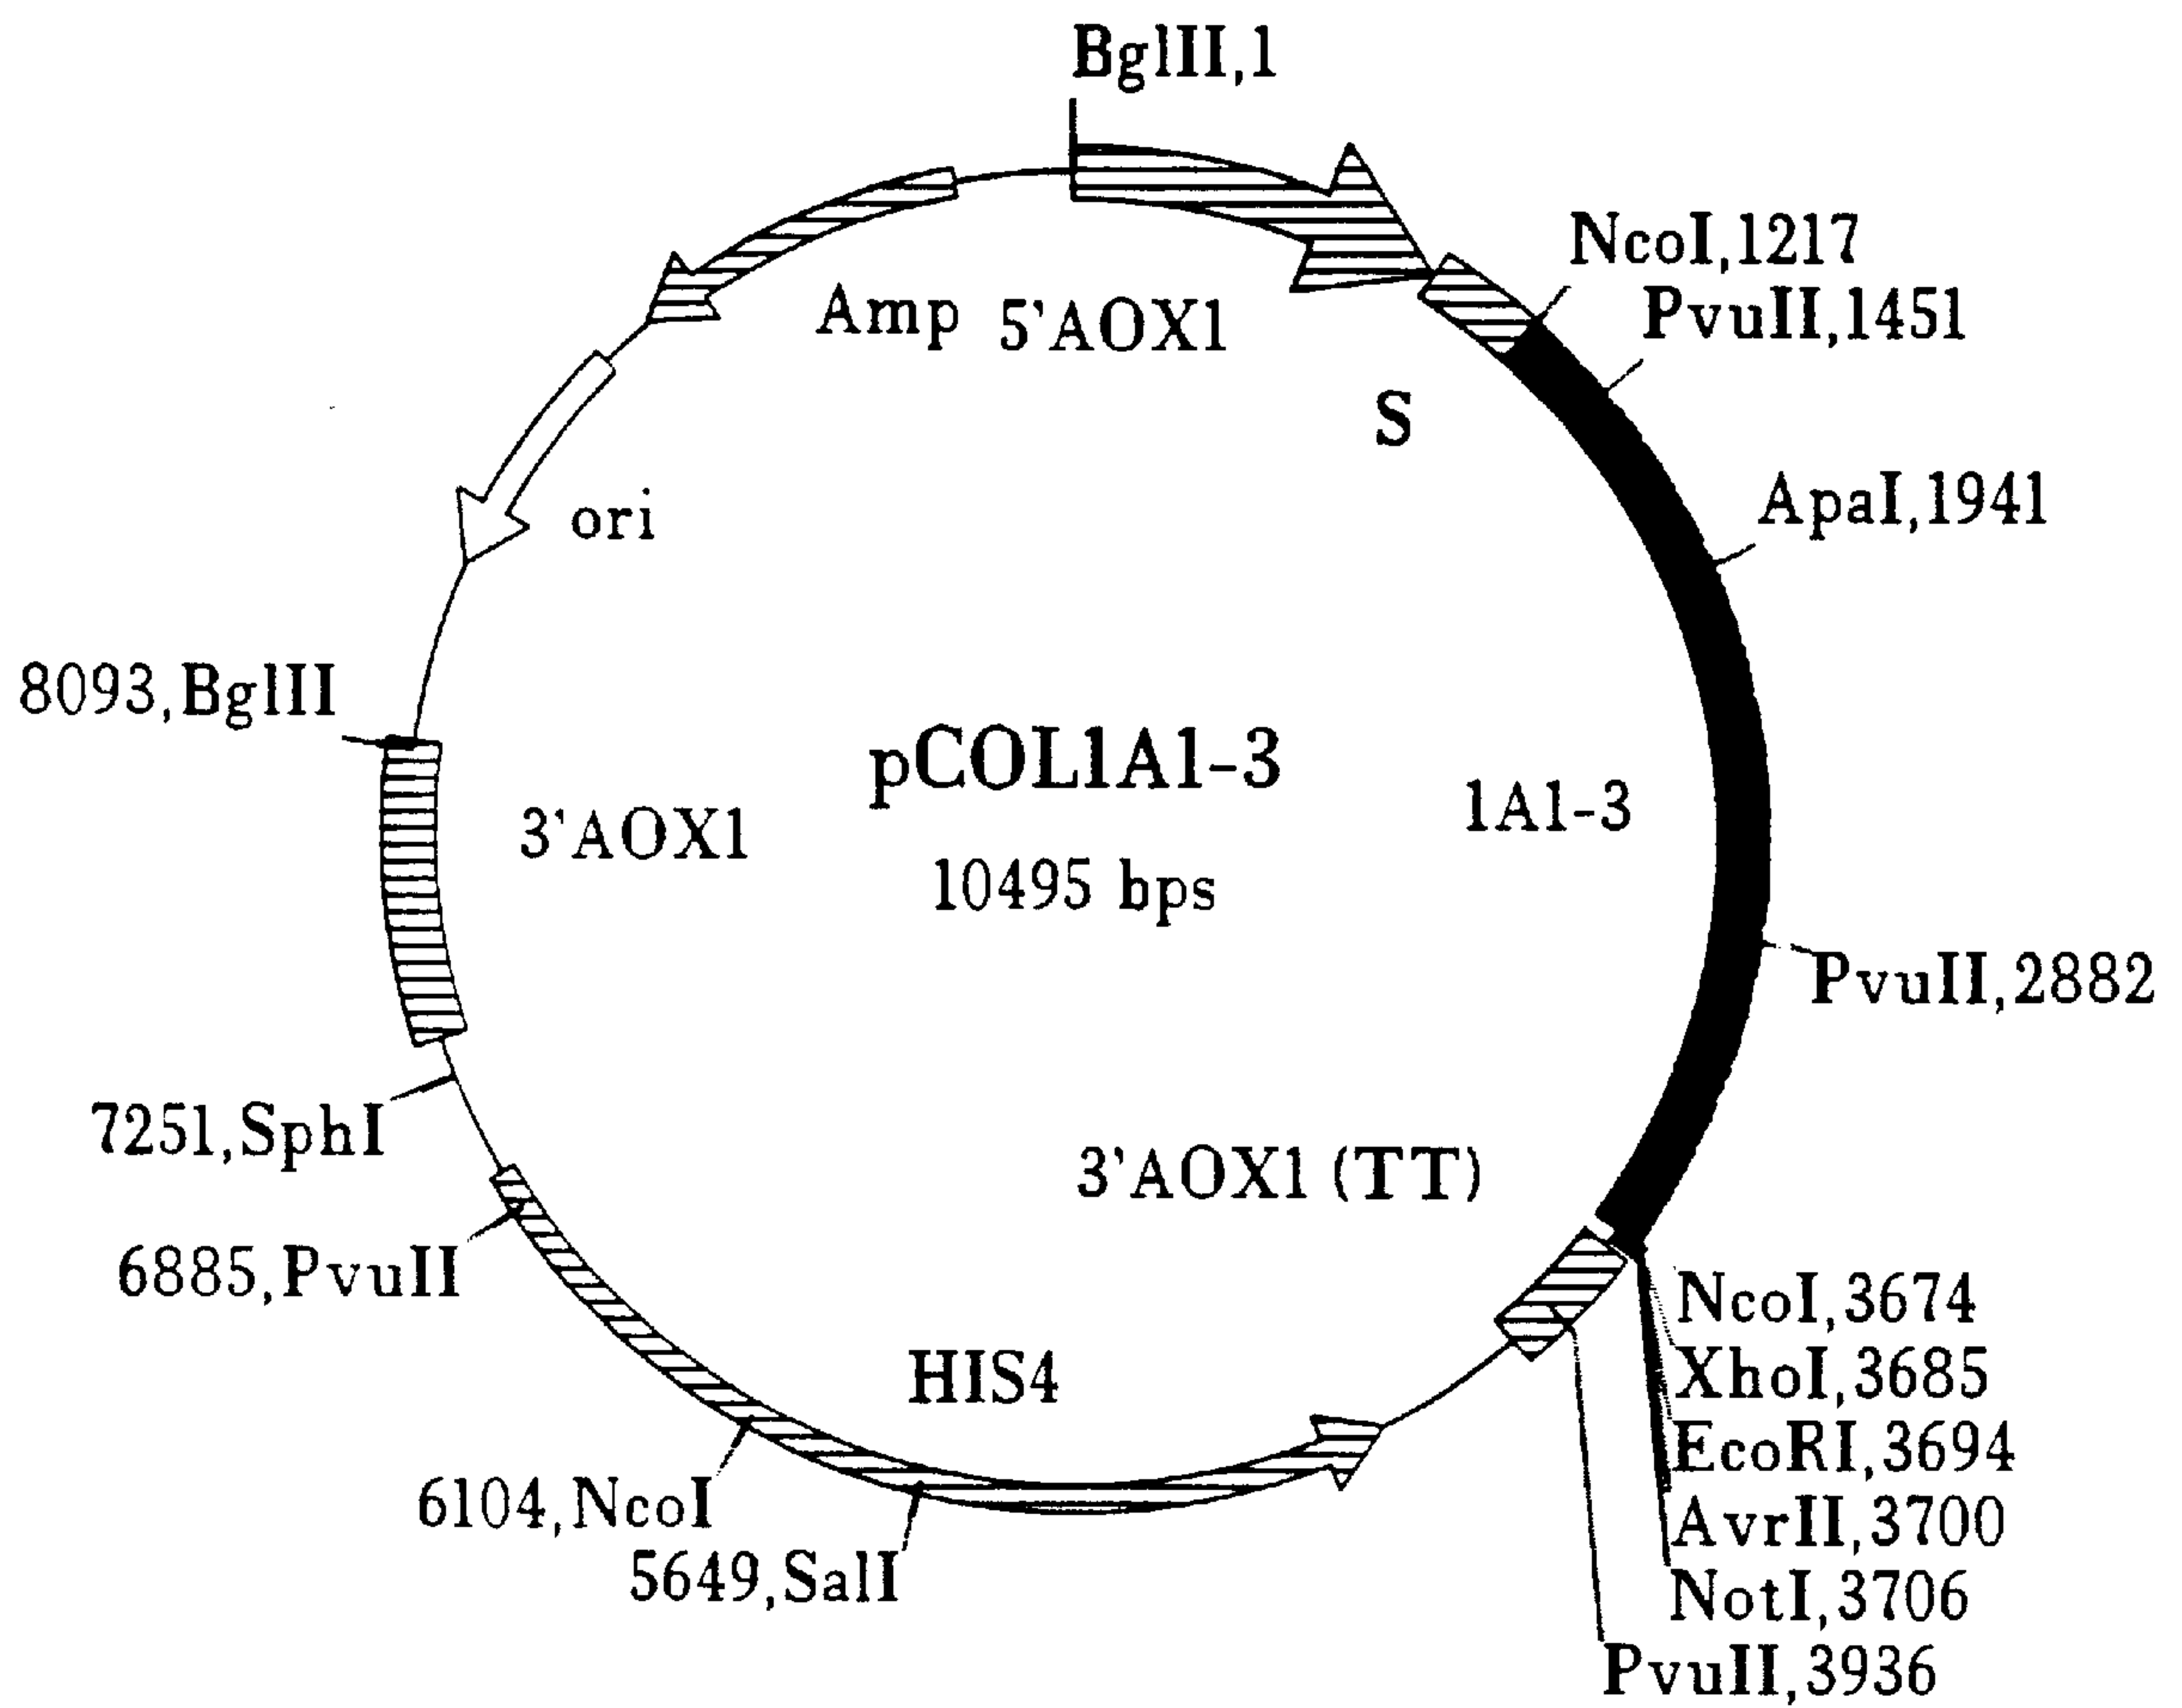 BglII,1
NcoI,1217
PvuII,1451
Amp
5'AOX1
S
ApaI,1941
ori
8093,BglII
pCOL1A1-3
1A1-3
3'AOX1
10495 bps
PvuII,2882
7251,SphI
3'AOX1 (TT)
6885,PvuII
NcoI,3674
XhoI,3685
HIS4
EcoRI,3694
6104,NcoI
AvrII,3700
5649,SalI
NotI,3706
PvuII,3936